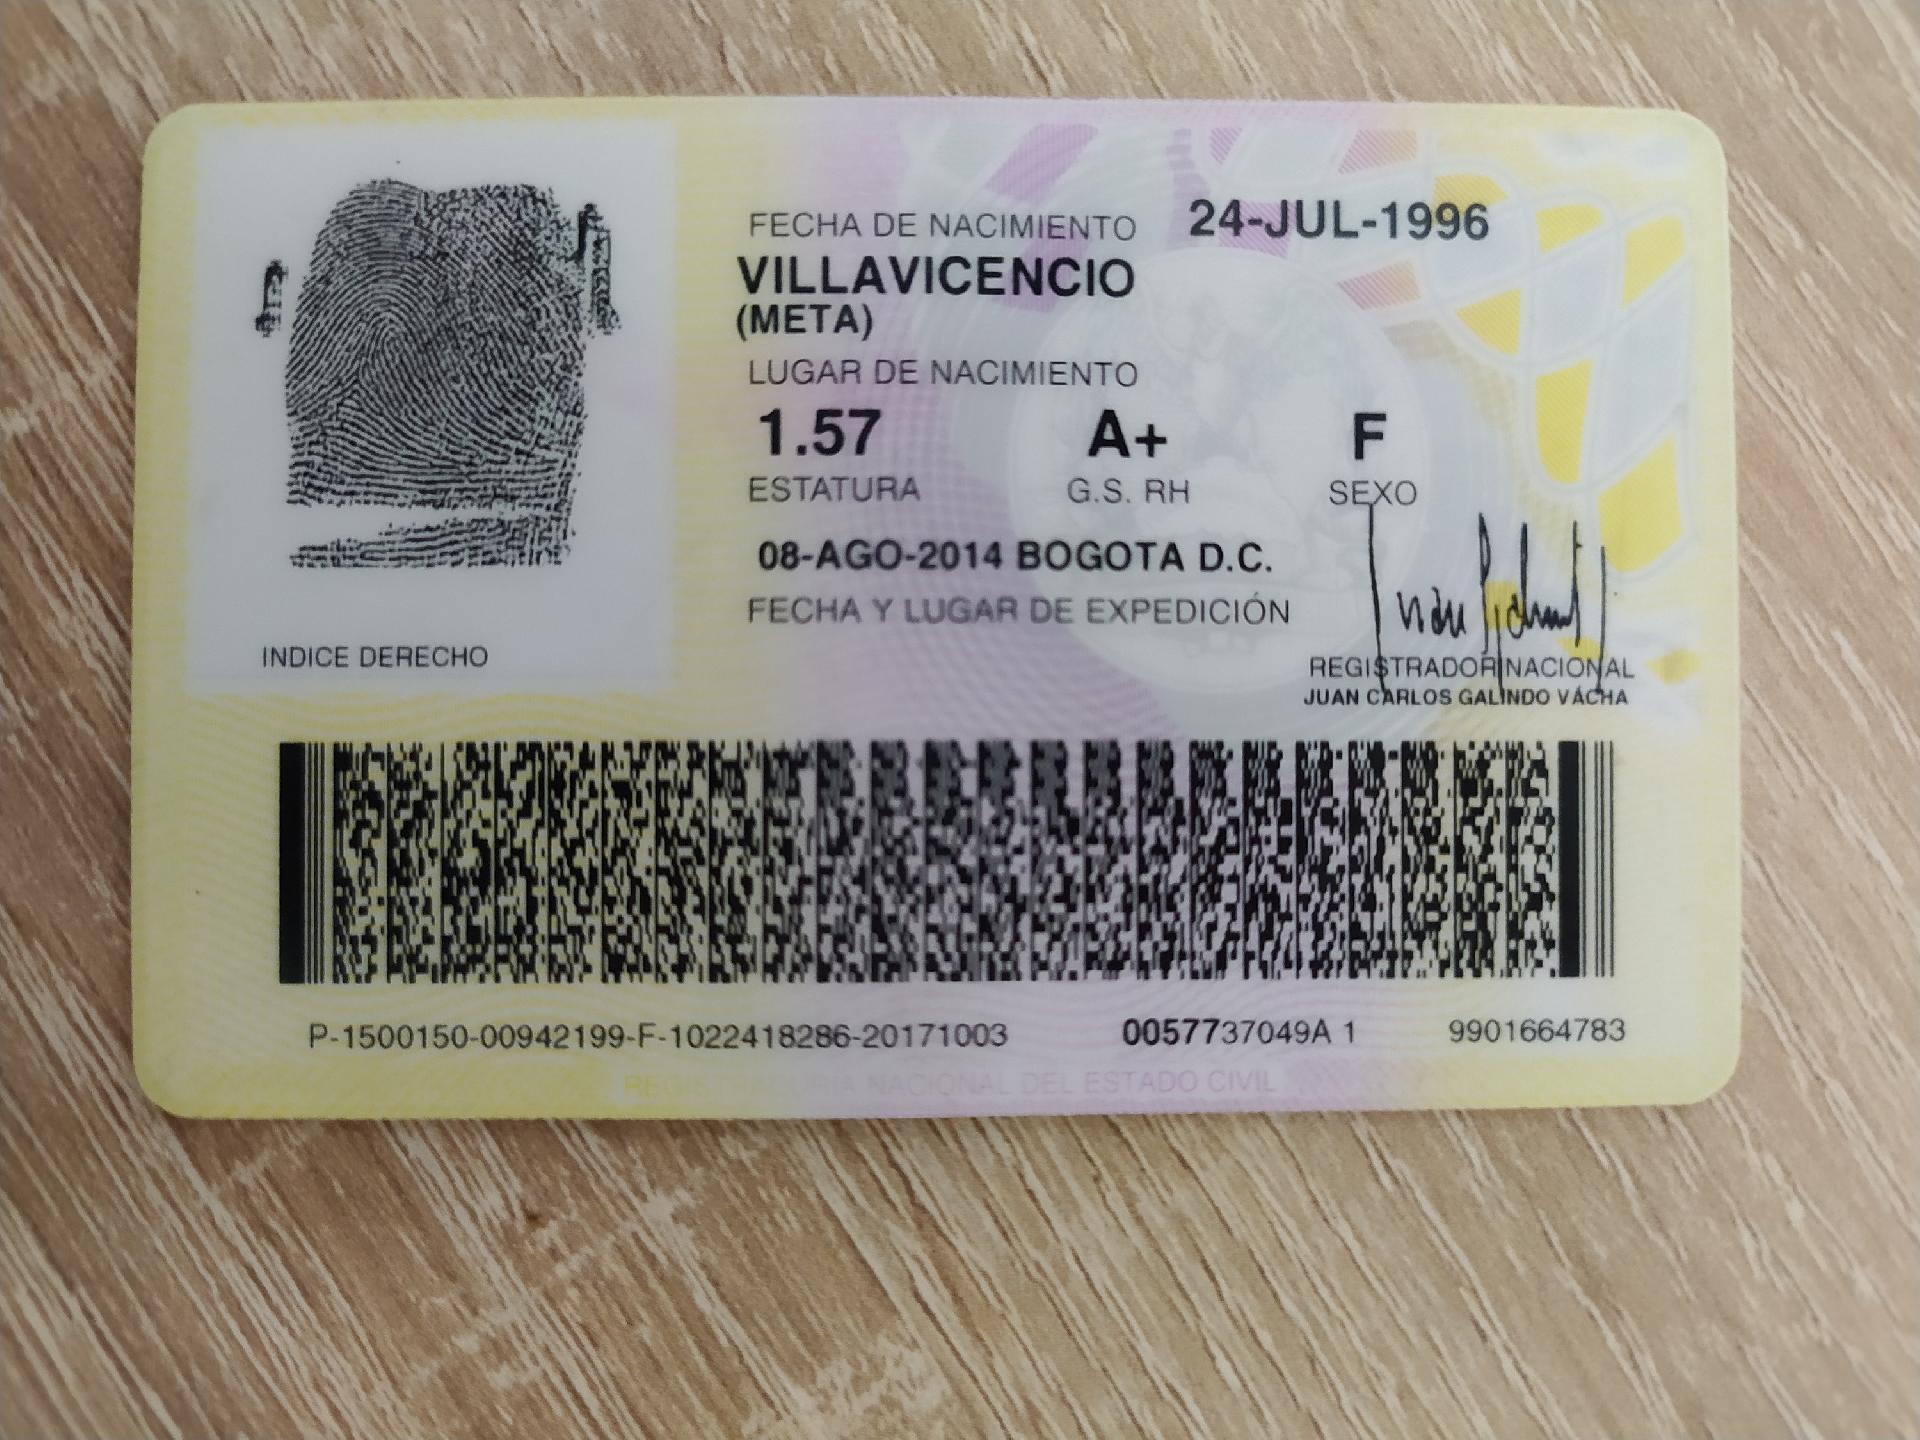 FECHA DE NACIMIENTO 24-JUL-1996
VILLAVICENCIO
(META)
LUGAR DE NACIMIENTO
1.57 A+ F
ESTATURA G.S. RH SEXO
08-AGO-2014 BOGOTA D.C.
FECHA Y LUGAR DE EXPEDICIÓN
INDICE DERECHO
REGISTRADOR NACIONAL
JUAN CARLOS GALINDO VÁCHA
P-1500150-00942199-F-1022418286-20171003 0057737049A 1 9901664783
REGISTRADURIA NACIONAL DEL ESTADO CIVIL